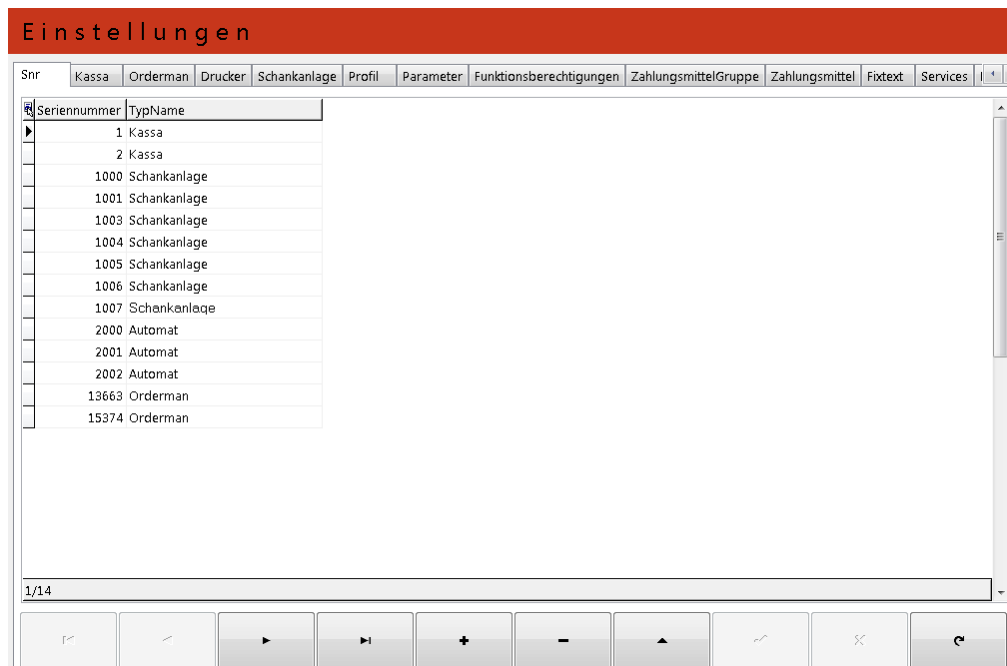 Einstellungen
Snr Kassa Orderman Drucker Schankanlage Profil Parameter Funktionsberechtigungen ZahlungsmittelGruppe Zahlungsmittel Fixtext Services
Seriennummer TypName
1 Kassa
2 Kassa
1000 Schankanlage
1001 Schankanlage
1003 Schankanlage
1004 Schankanlage
1005 Schankanlage
1006 Schankanlage
1007 Schankanlage
2000 Automat
2001 Automat
2002 Automat
13663 Orderman
15374 Orderman
1/14